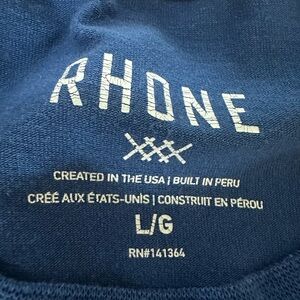 RHONE
CREATED IN THE USA | BUILT IN PERU
CRÉÉ AUX ÉTATS-UNIS | CONSTRUIT EN PÉROU
L/G
RN#141364